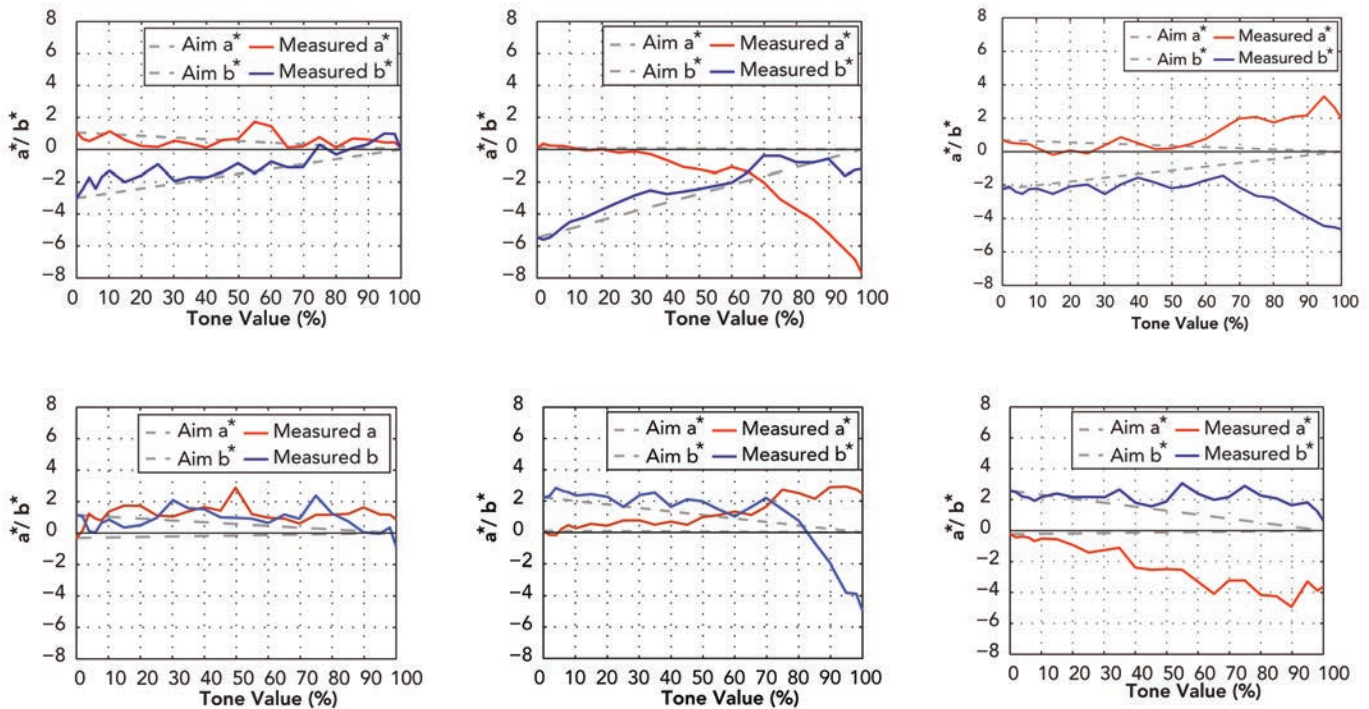 8
6
4
2
0
−2
−4
−6
−8
a*/ b*
Aim a* Measured a*
Aim b* Measured b*
0 10 20 30 40 50 60 70 80 90 100
Tone Value (%)
8
6
4
2
0
−2
−4
−6
−8
a*/ b*
Aim a* Measured a*
Aim b* Measured b*
0 10 20 30 40 50 60 70 80 90 100
Tone Value (%)
8
6
4
2
0
−2
−4
−6
−8
a*/ b*
Aim a* Measured a*
Aim b* Measured b*
0 10 20 30 40 50 60 70 80 90 100
Tone Value (%)
8
6
4
2
0
−2
−4
−6
−8
a*/ b*
Aim a* Measured a
Aim b* Measured b
0 10 20 30 40 50 60 70 80 90 100
Tone Value (%)
8
6
4
2
0
−2
−4
−6
−8
a*/ b*
Aim a* Measured a*
Aim b* Measured b*
0 10 20 30 40 50 60 70 80 90 100
Tone Value (%)
8
6
4
2
0
−2
−4
−6
−8
a*/ b*
Aim a* Measured a*
Aim b* Measured b*
0 10 20 30 40 50 60 70 80 90 100
Tone Value (%)